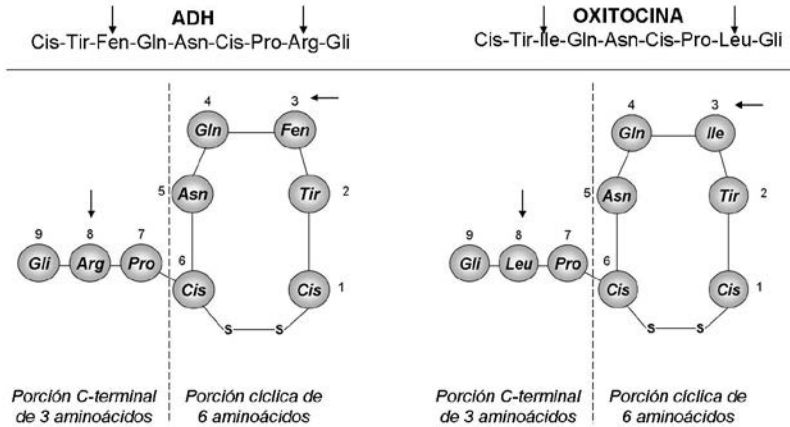 ADH
Cis-Tir-Fen-Gln-Asn-Cis-Pro-Arg-Gli
OXITOCINA
Cis-Tir-Ile-Gln-Asn-Cis-Pro-Leu-Gli
4
3
Gln
Fen
5
Asn
Tir
2
9
8
7
6
Gli
Arg
Pro
Cis
Cis
1
S
S
Porción C-terminal
de 3 aminoácidos
Porción cíclica de
6 aminoácidos
4
3
Gln
Ile
5
Asn
Tir
2
9
8
7
6
Gli
Leu
Pro
Cis
Cis
1
S
S
Porción C-terminal
de 3 aminoácidos
Porción cíclica de
6 aminoácidos